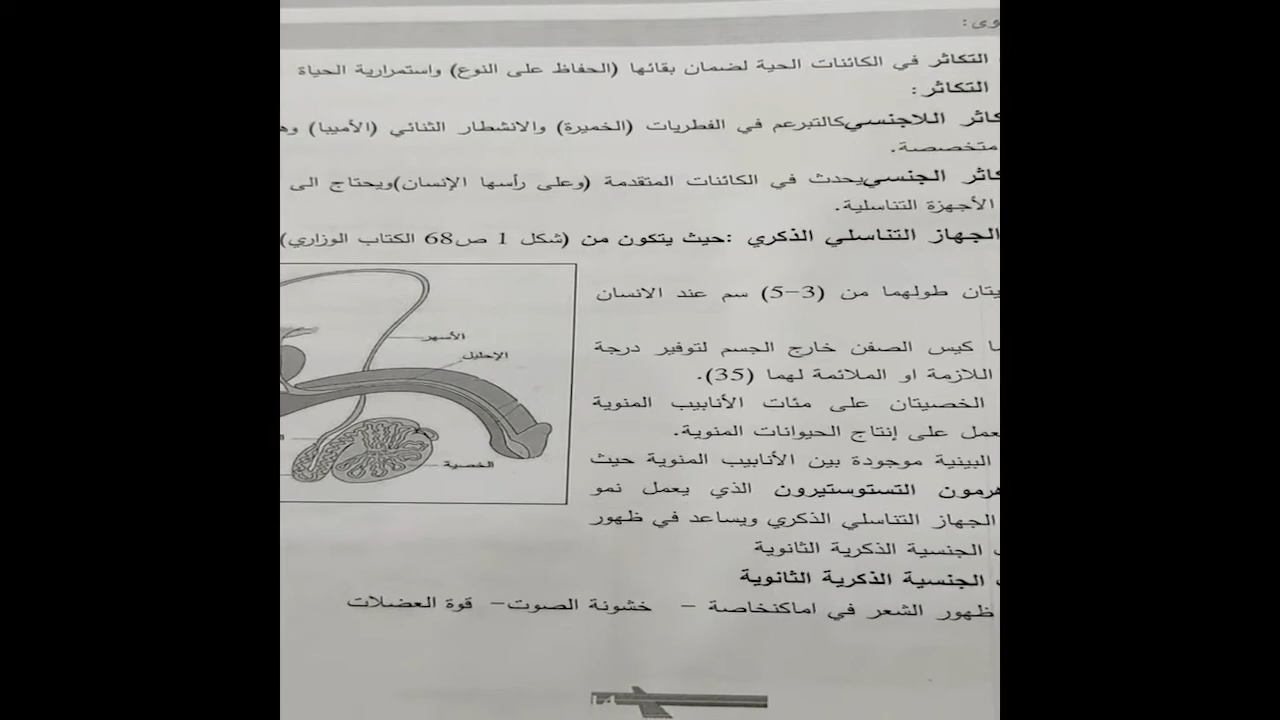 التكاثر في الكائنات الحية لضمان بقائها (الحفاظ على النوع) واستمرارية الحياة
التكاثر :
اللاجنسي كالتبرعم في الفطريات (الخميرة) والانشطار الثنائي (الأميبا)
متخصصة.
الجنسي يحدث في الكائنات المتقدمة (وعلى رأسها الإنسان) ويحتاج الى
الأجهزة التناسلية.
الجهاز التناسلي الذكري :حيث يتكون من (شكل 1 ص68 الكتاب الوزاري)
طولهما من (3-5) سم عند الانسان
كيس الصفن خارج الجسم لتوفير درجة
اللازمة او الملائمة لهما (35).
الخصيتان على مئات الأنابيب المنوية
على إنتاج الحيوانات المنوية.
البينية موجودة بين الأنابيب المنوية حيث
هرمون التستوستيرون الذي يعمل نمو
الجهاز التناسلي الذكري ويساعد في ظهور
الجنسية الذكرية الثانوية
الجنسية الذكرية الثانوية
ظهور الشعر في اماكنخاصة - خشونة الصوت- قوة العضلات
الأسهر
الإحليل
الخصية